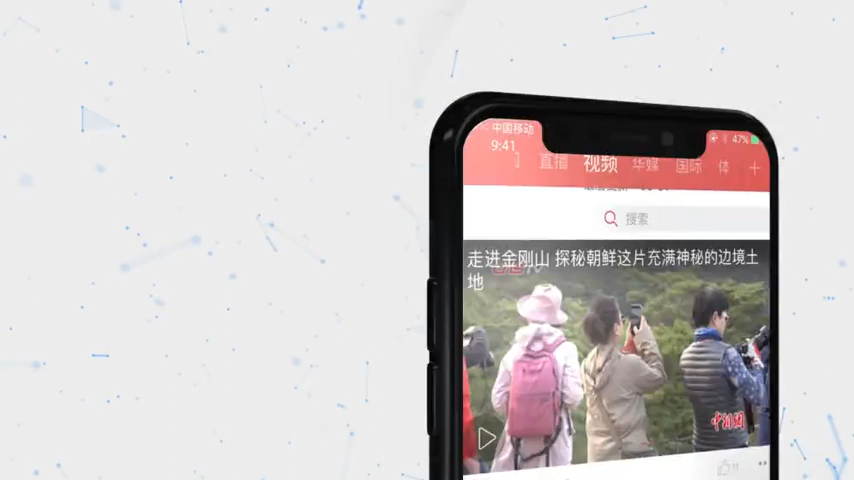 中国移动
47%
9:41
直播 视频 华媒 国际 体 +
搜索
走进金刚山 探秘朝鲜这片充满神秘的边境土
地
中国网
11